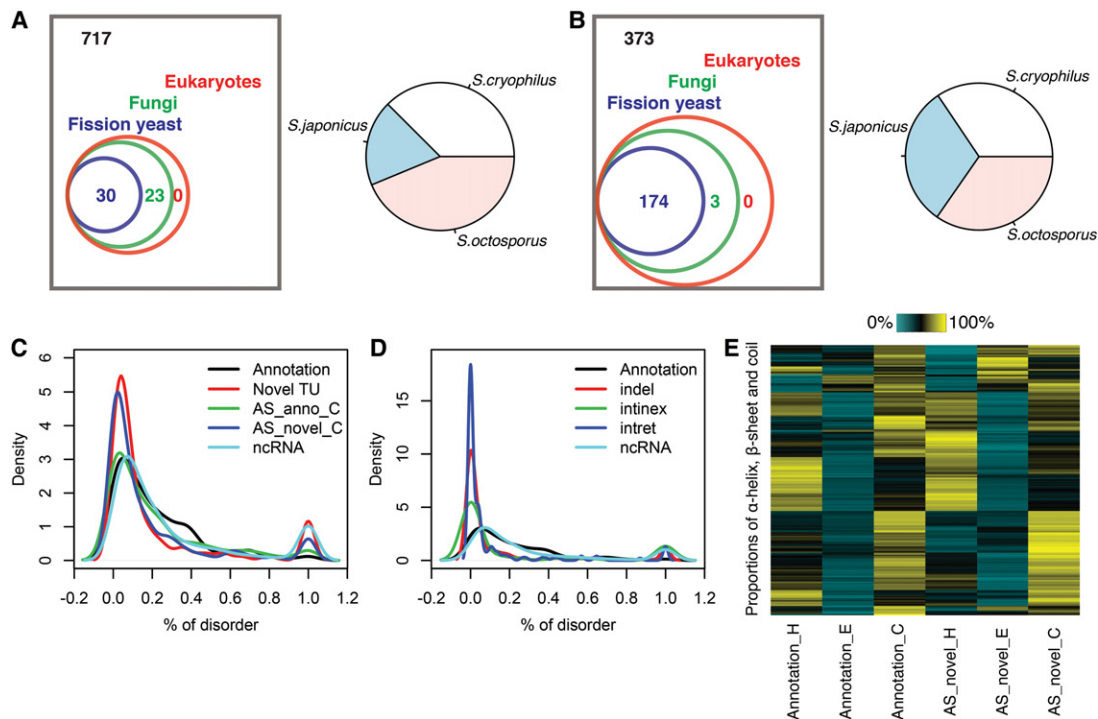 A
717
Eukaryotes
Fungi
Fission yeast
30
23
0
S.cryophilus
S.japonicus
S.octosporus
B
373
Eukaryotes
Fungi
Fission yeast
174
3
0
S.cryophilus
S.japonicus
S.octosporus
C
Density
6
5
4
3
2
1
0
Annotation
Novel TU
AS_anno_C
AS_novel_C
ncRNA
-0.2 0.0 0.2 0.4 0.6 0.8 1.0 1.2
% of disorder
D
Density
15
10
5
0
Annotation
indel
intinex
intret
ncRNA
-0.2 0.0 0.2 0.4 0.6 0.8 1.0 1.2
% of disorder
E
0% 100%
Proportions of α-helix, β-sheet and coil
Annotation_H
Annotation_E
Annotation_C
AS_novel_H
AS_novel_E
AS_novel_C